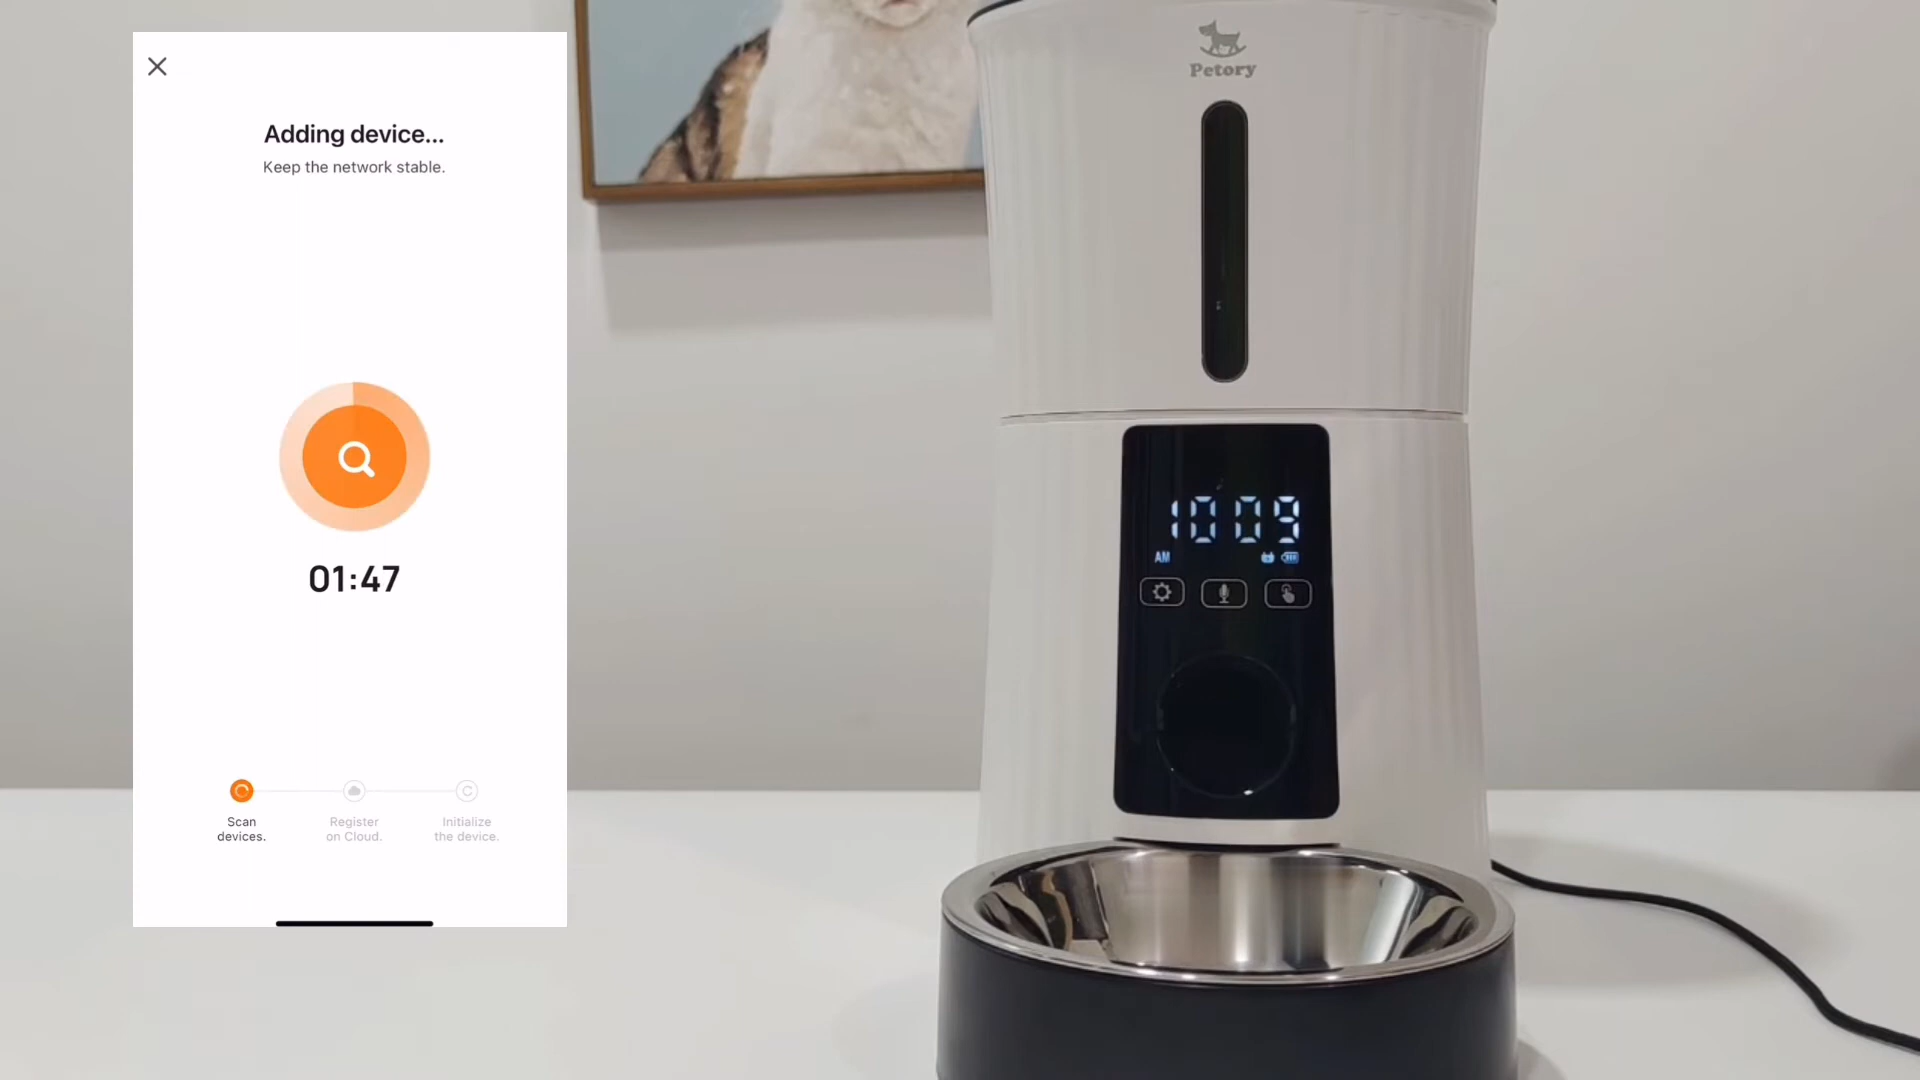 Adding device...
Keep the network stable.
01:47
Scan
devices.
Register
on Cloud.
Initialize
the device.
Petory
10 09
AM